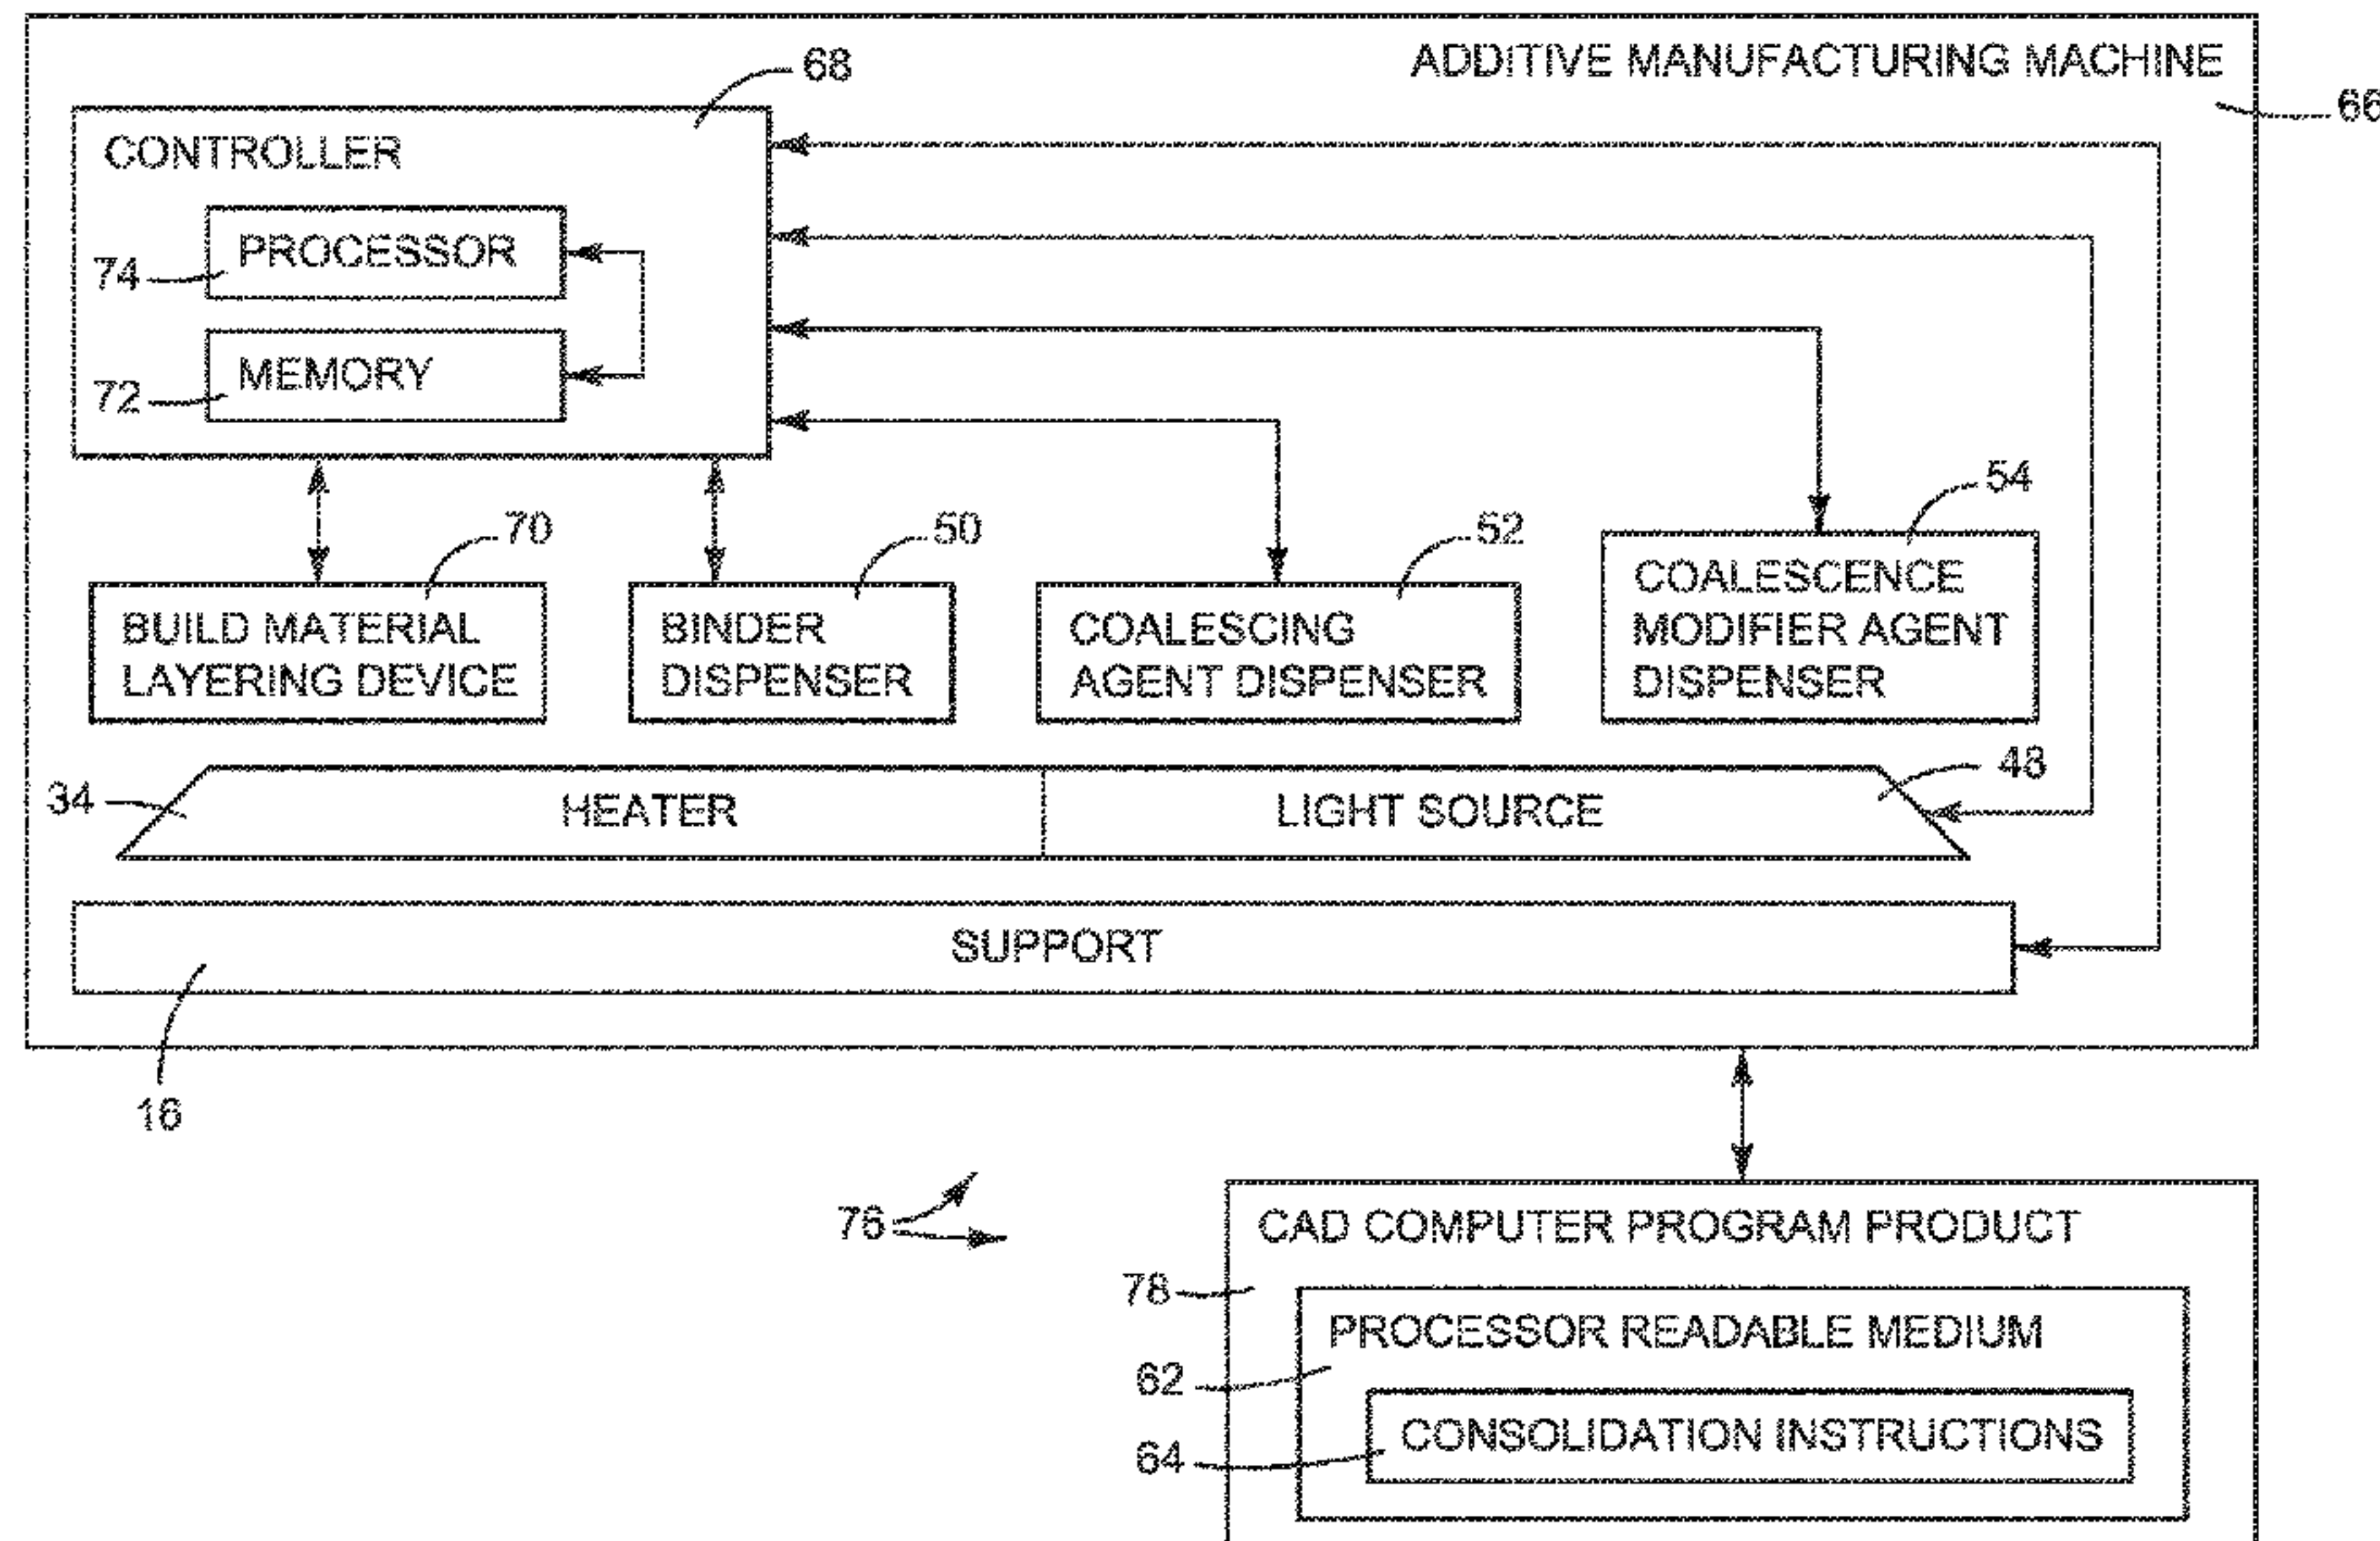 ADDITIVE MANUFACTURING MACHINE
66
68
CONTROLLER
PROCESSOR
74
MEMORY
72
70
50
52
54
BUILD MATERIAL
LAYERING DEVICE
BINDER
DISPENSER
COALESCING
AGENT DISPENSER
COALESCENCE
MODIFIER AGENT
DISPENSER
34
HEATER
LIGHT SOURCE
48
SUPPORT
16
76
CAD COMPUTER PROGRAM PRODUCT
78
PROCESSOR READABLE MEDIUM
62
CONSOLIDATION INSTRUCTIONS
64